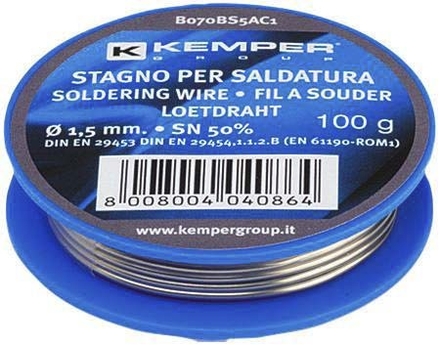 B070BS5AC1
K KEMPER
GROUP
STAGNO PER SALDATURA
SOLDERING WIRE • FIL A SOUDER
LOETDRAHT
Ø 1,5 mm. • SN 50% 100 g
DIN EN 29453 DIN EN 29454.1.1.2.B (EN 61190-ROM1)
8 008004 040864
www.kempergroup.it